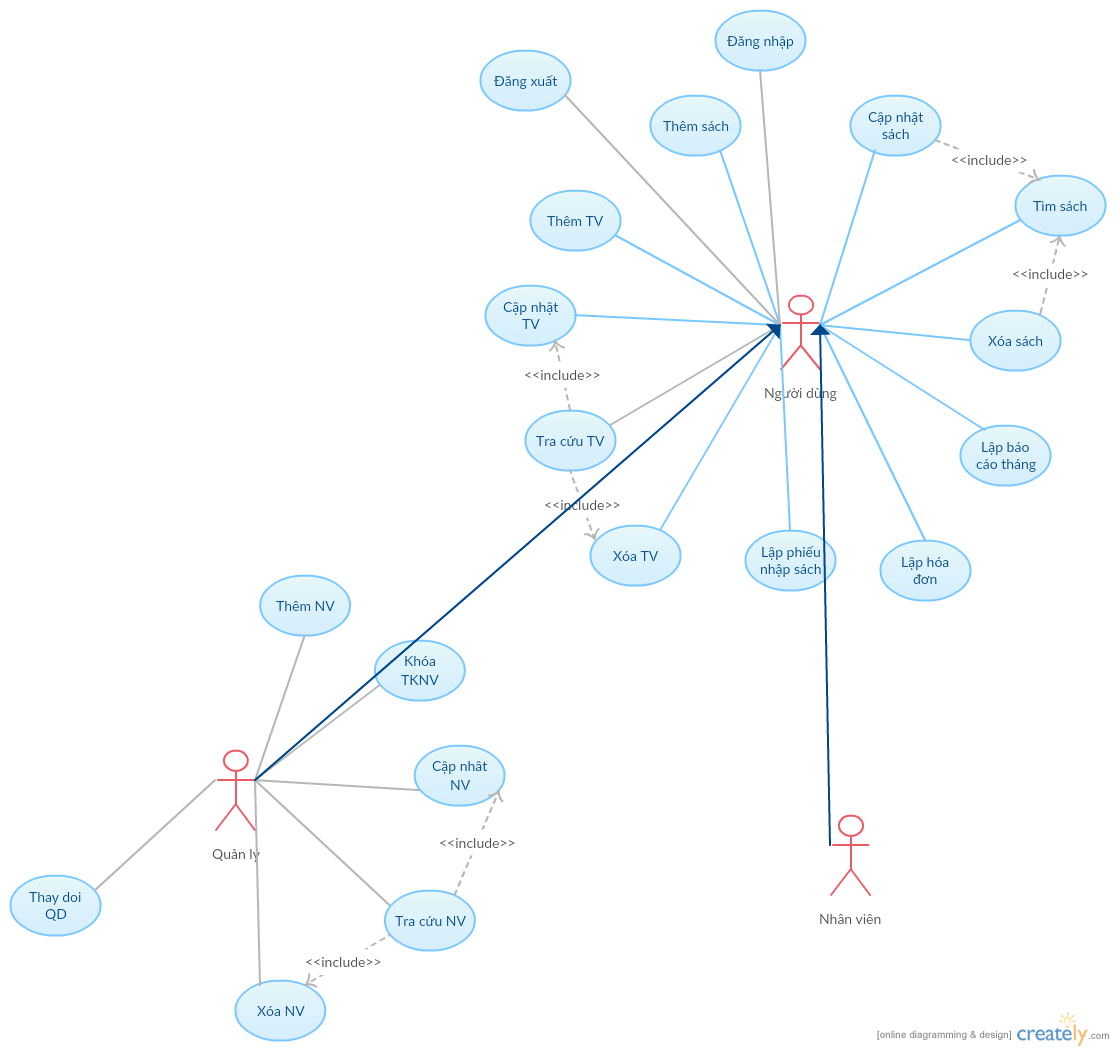 Đăng nhập
Đăng xuất
Thêm sách
Cập nhật
sách
<<include>>
Tìm sách
Thêm TV
<<include>>
Cập nhật
TV
Xóa sách
<<include>>
Người dùng
Tra cứu TV
Lập báo
cáo tháng
<<include>>
Xóa TV
Lập phiếu
nhập sách
Lập hóa
đơn
Thêm NV
Khóa
TKNV
Cập nhât
NV
<<include>>
Quản lý
Thay doi
QD
Tra cứu NV
Nhân viên
<<include>>
Xóa NV
[online diagramming & design] creately.com